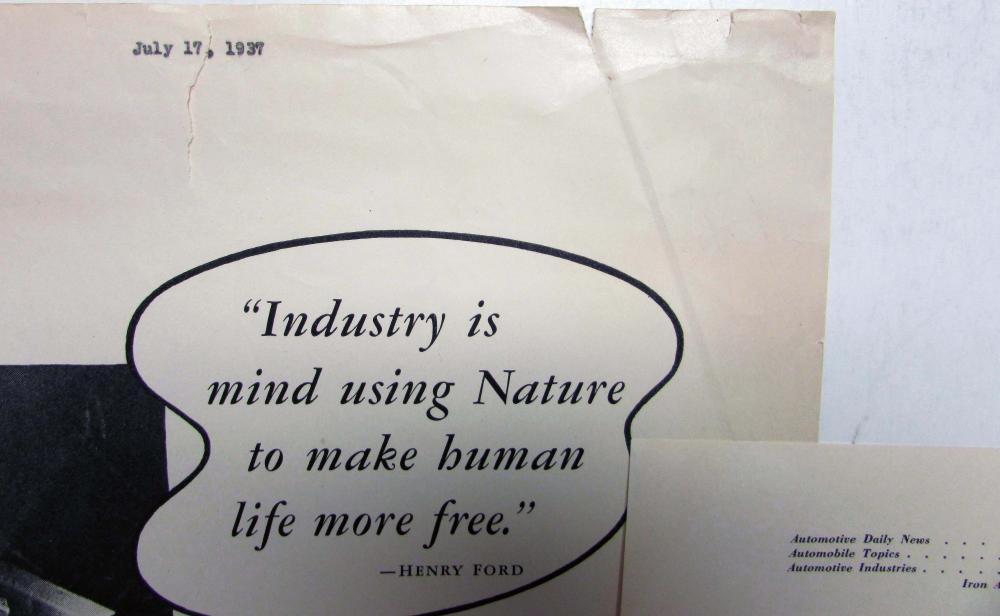 July 17, 1937
“Industry is
mind using Nature
to make human
life more free.”
—HENRY FORD
Automotive Daily News . . .
Automobile Topics . . . . . .
Automotive Industries . . . . .
Iron